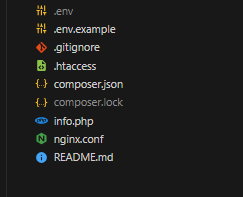 .env
.env.example
.gitignore
.htaccess
composer.json
composer.lock
info.php
nginx.conf
README.md